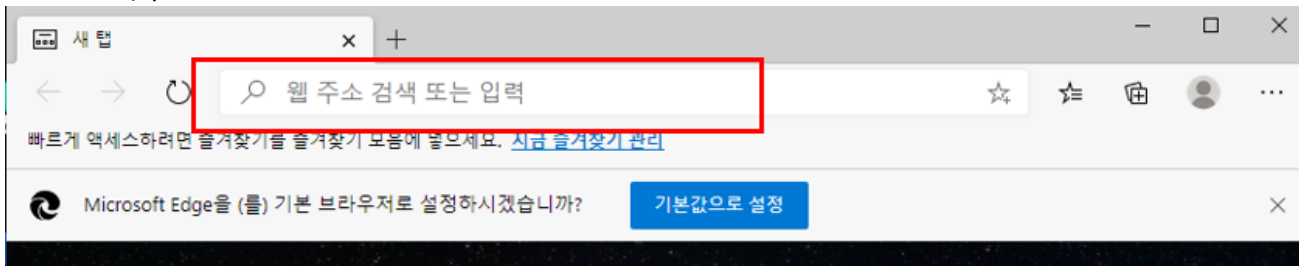 새 탭
웹 주소 검색 또는 입력
빠르게 액세스하려면 즐겨찾기를 즐겨찾기 모음에 넣으세요. 지금 즐겨찾기 관리
Microsoft Edge을 (를) 기본 브라우저로 설정하시겠습니까? 기본값으로 설정